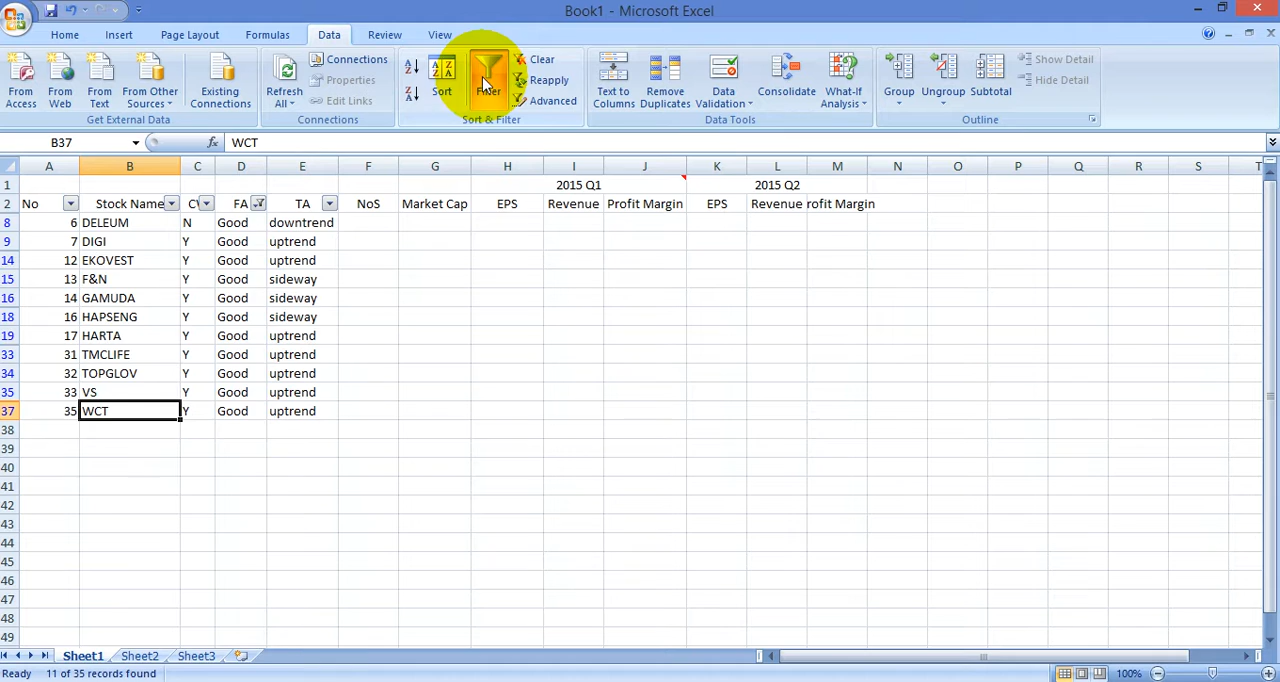 Book1 - Microsoft Excel
Home Insert Page Layout Formulas Data Review View
From Access From Web From Text From Other Sources Existing Connections Refresh All Connections Properties Edit Links Sort Filter Clear Reapply Advanced Text to Columns Remove Duplicates Data Validation Consolidate What-If Analysis Group Ungroup Subtotal Show Detail Hide Detail
Get External Data Connections Sort & Filter Data Tools Outline
B37 fx WCT
A B C D E F G H I J K L M N O P Q R S T
1 2015 Q1 2015 Q2
2 No Stock Name FA TA NoS Market Cap EPS Revenue Profit Margin EPS Revenue rofit Margin
8 6 DELEUM N Good downtrend
9 7 DIGI Y Good uptrend
14 12 EKOVEST Y Good uptrend
15 13 F&N Y Good sideway
16 14 GAMUDA Y Good sideway
18 16 HAPSENG Y Good sideway
19 17 HARTA Y Good uptrend
33 31 TMCLIFE Y Good uptrend
34 32 TOPGLOV Y Good uptrend
35 33 VS Y Good uptrend
37 35 WCT Y Good uptrend
38
39
40
41
42
43
44
45
46
47
48
49
Sheet1 Sheet2 Sheet3
Ready 11 of 35 records found 100%